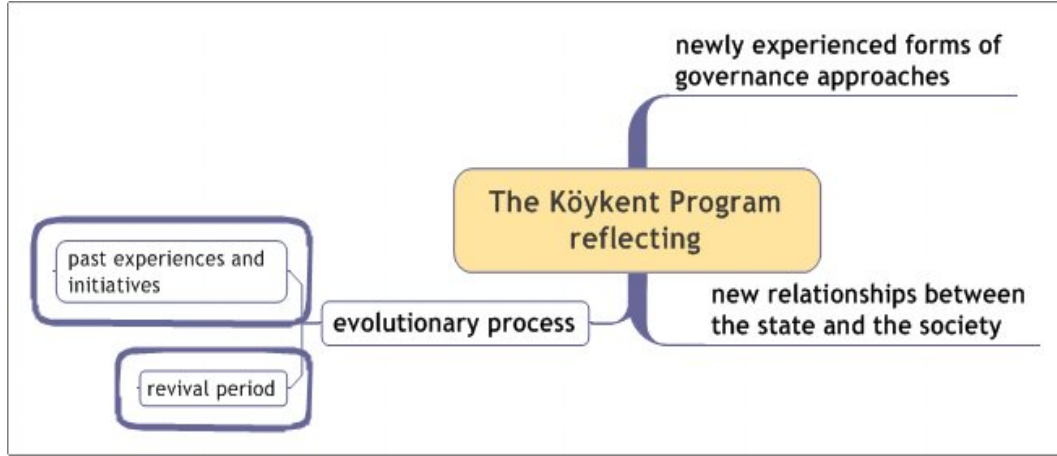 newly experienced forms of
governance approaches
The Köykent Program
reflecting
past experiences and
initiatives
evolutionary process
new relationships between
the state and the society
revival period